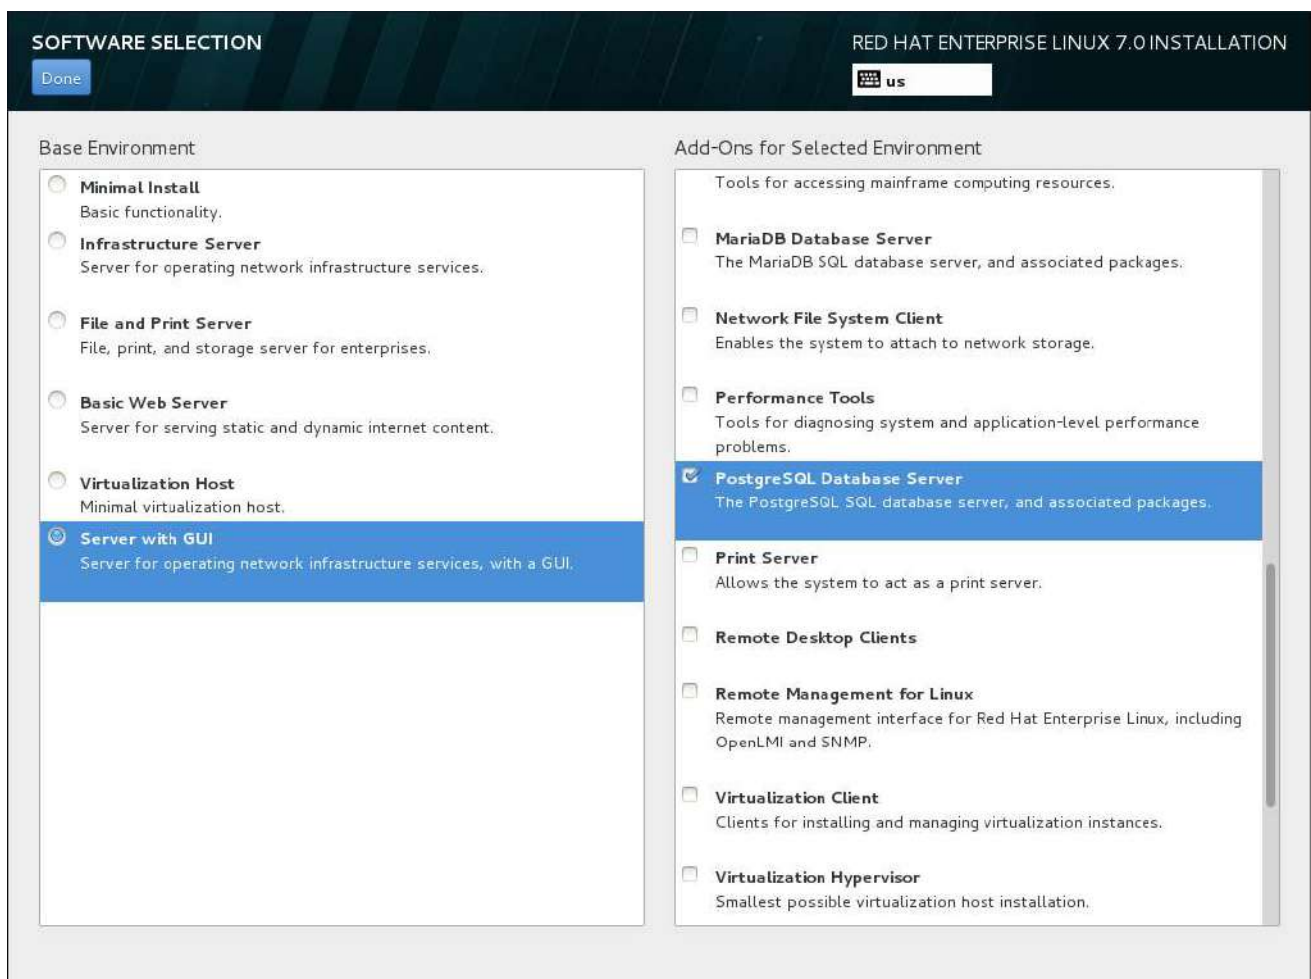 SOFTWARE SELECTION
RED HAT ENTERPRISE LINUX 7.0 INSTALLATION
Done
us
Base Environment
Minimal Install
Basic functionality.
Infrastructure Server
Server for operating network infrastructure services.
File and Print Server
File, print, and storage server for enterprises.
Basic Web Server
Server for serving static and dynamic internet content.
Virtualization Host
Minimal virtualization host.
Server with GUI
Server for operating network infrastructure services, with a GUI.
Add-Ons for Selected Environment
Tools for accessing mainframe computing resources.
MariaDB Database Server
The MariaDB SQL database server, and associated packages.
Network File System Client
Enables the system to attach to network storage.
Performance Tools
Tools for diagnosing system and application-level performance
problems.
PostgreSQL Database Server
The PostgreSQL SQL database server, and associated packages.
Print Server
Allows the system to act as a print server.
Remote Desktop Clients
Remote Management for Linux
Remote management interface for Red Hat Enterprise Linux, including
OpenLMI and SNMP.
Virtualization Client
Clients for installing and managing virtualization instances.
Virtualization Hypervisor
Smallest possible virtualization host installation.